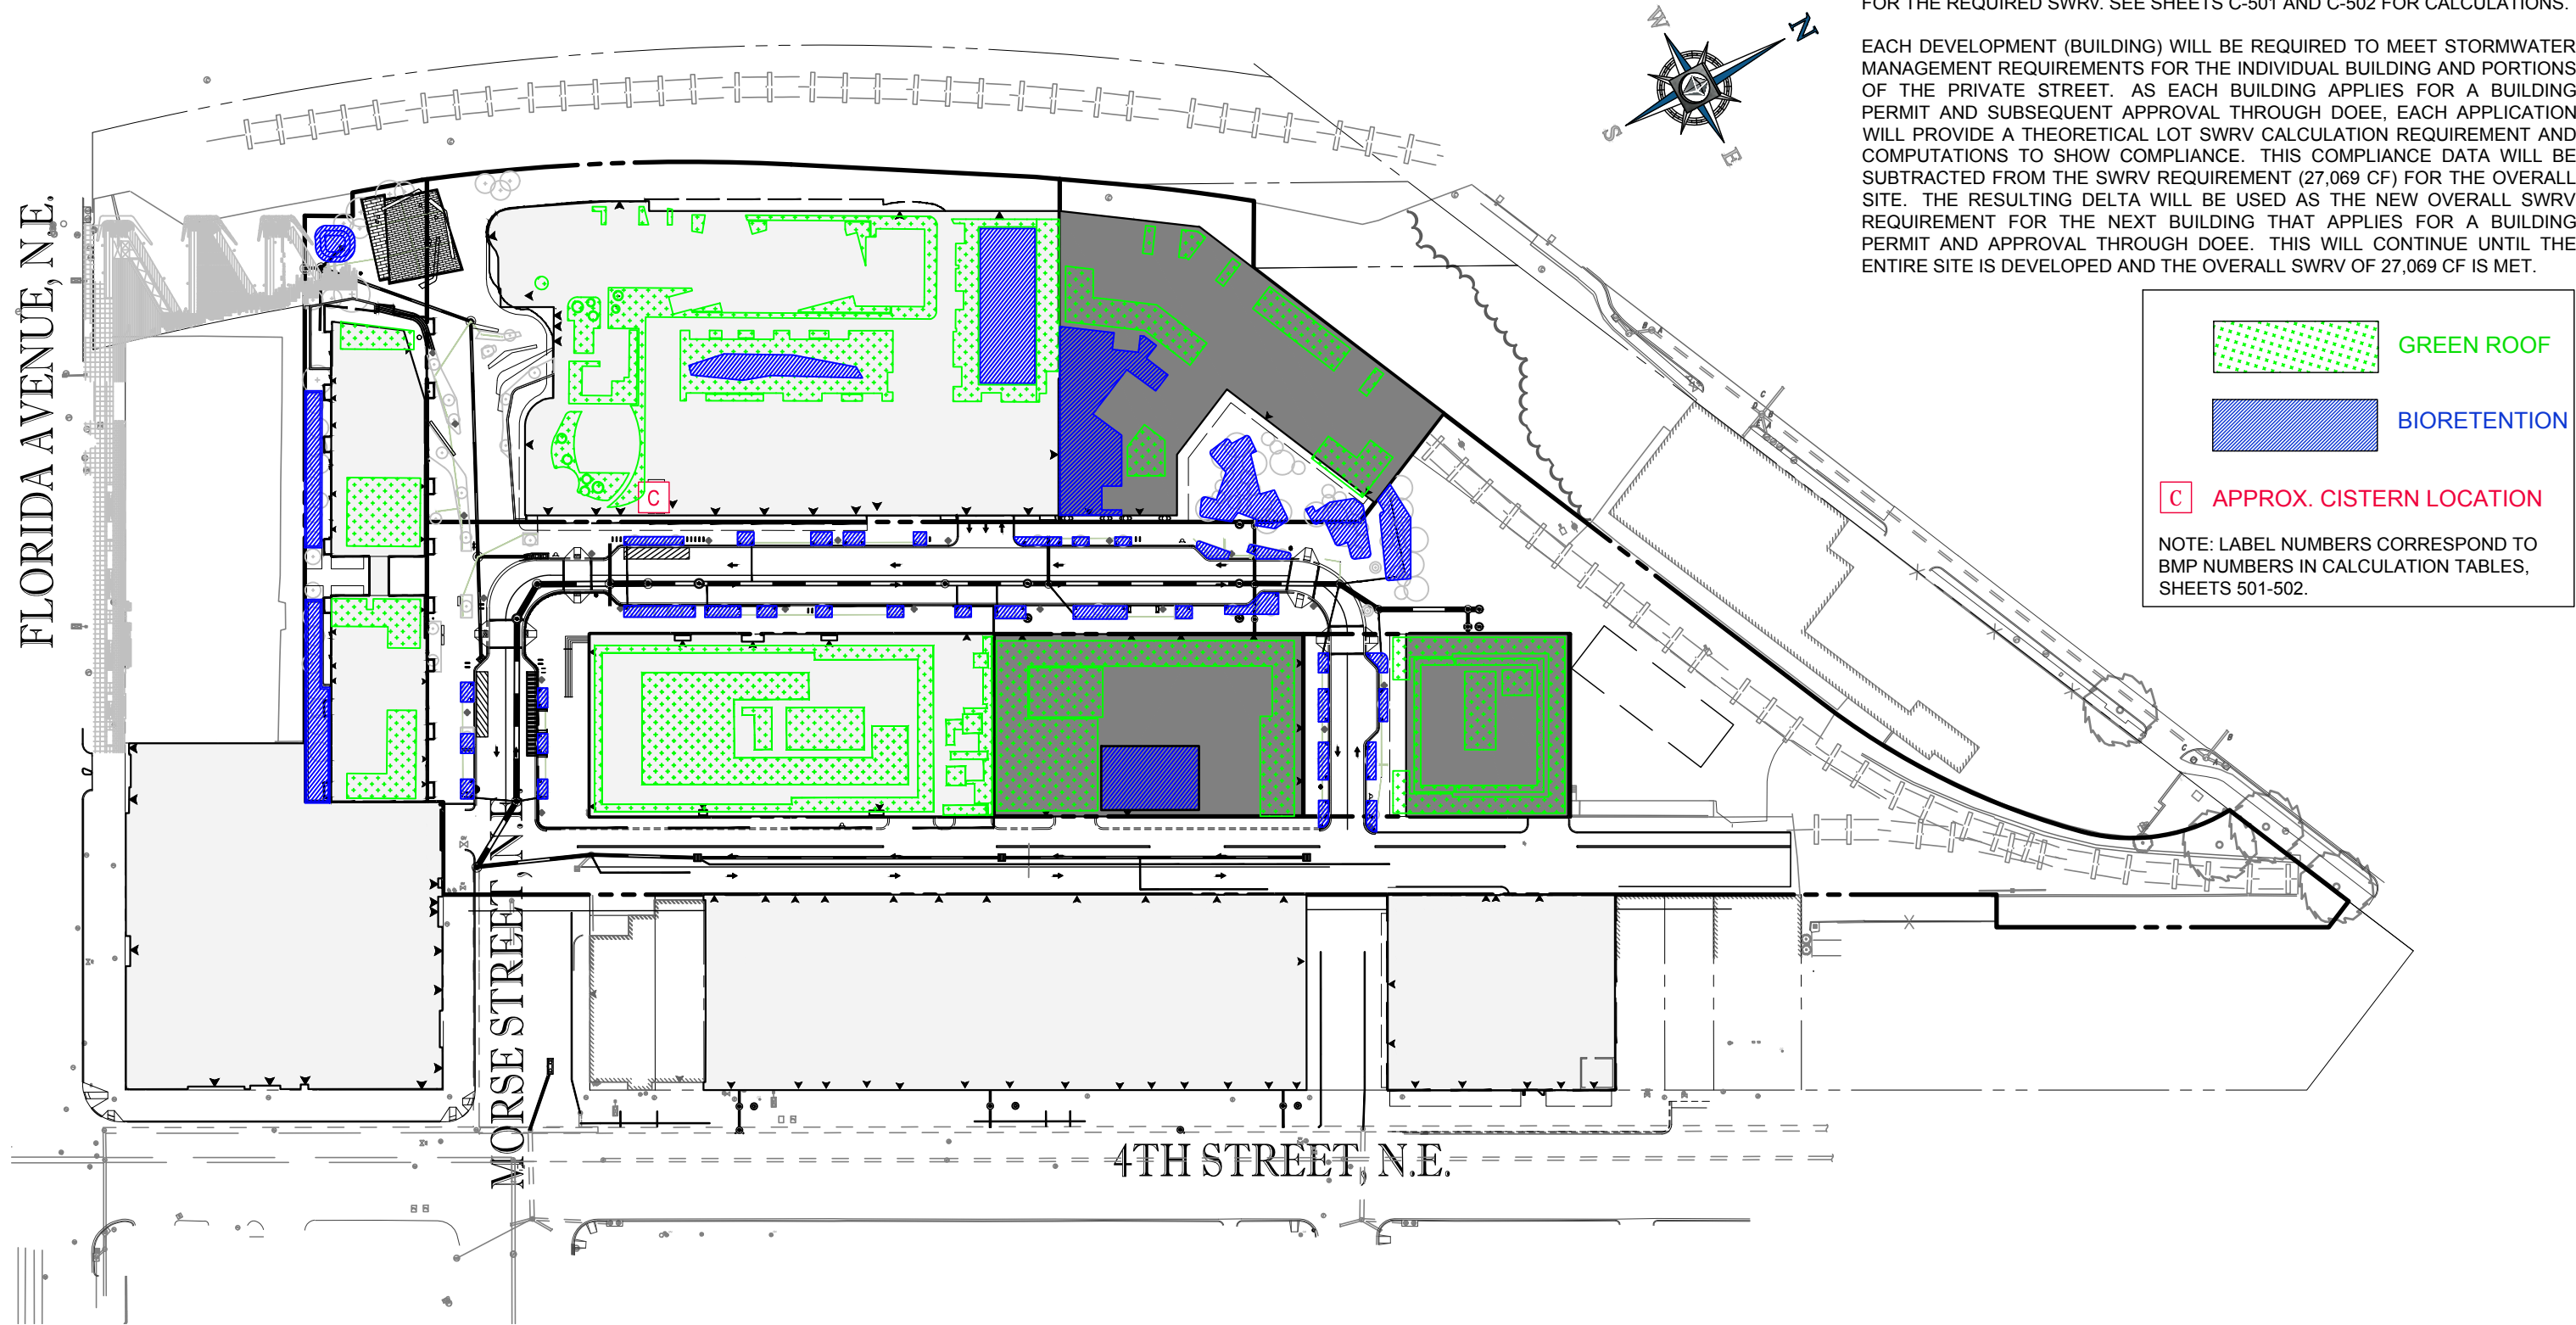 FOR THE REQUIRED SWRV. SEE SHEETS C-501 AND C-502 FOR CALCULATIONS.
EACH DEVELOPMENT (BUILDING) WILL BE REQUIRED TO MEET STORMWATER
MANAGEMENT REQUIREMENTS FOR THE INDIVIDUAL BUILDING AND PORTIONS
OF THE PRIVATE STREET. AS EACH BUILDING APPLIES FOR A BUILDING
PERMIT AND SUBSEQUENT APPROVAL THROUGH DOEE, EACH APPLICATION
WILL PROVIDE A THEORETICAL LOT SWRV CALCULATION REQUIREMENT AND
COMPUTATIONS TO SHOW COMPLIANCE. THIS COMPLIANCE DATA WILL BE
SUBTRACTED FROM THE SWRV REQUIREMENT (27,069 CF) FOR THE OVERALL
SITE. THE RESULTING DELTA WILL BE USED AS THE NEW OVERALL SWRV
REQUIREMENT FOR THE NEXT BUILDING THAT APPLIES FOR A BUILDING
PERMIT AND APPROVAL THROUGH DOEE. THIS WILL CONTINUE UNTIL THE
ENTIRE SITE IS DEVELOPED AND THE OVERALL SWRV OF 27,069 CF IS MET.
W
N
S
E
GREEN ROOF
BIORETENTION
C APPROX. CISTERN LOCATION
NOTE: LABEL NUMBERS CORRESPOND TO
BMP NUMBERS IN CALCULATION TABLES,
SHEETS 501-502.
FLORIDA AVENUE, N.E.
C
MORSE STREET, N.E.
4TH STREET, N.E.